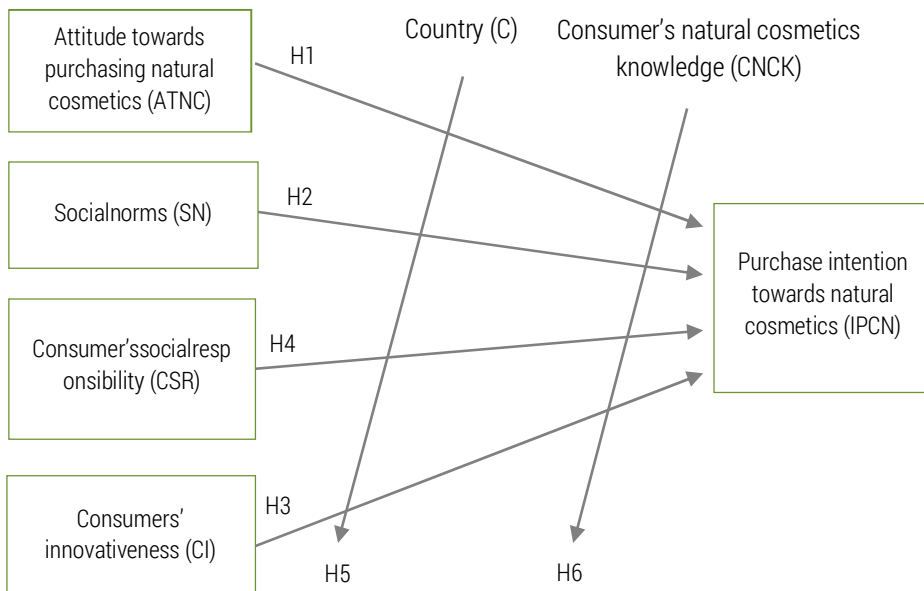 Attitude towards
purchasing natural
cosmetics (ATNC)
H1
Country (C)
Consumer's natural cosmetics
knowledge (CNCK)
Socialnorms (SN)
H2
Purchase intention
towards natural
cosmetics (IPCN)
Consumer'ssocialresp
onsibility (CSR)
H4
Consumers'
innovativeness (CI)
H3
H5
H6